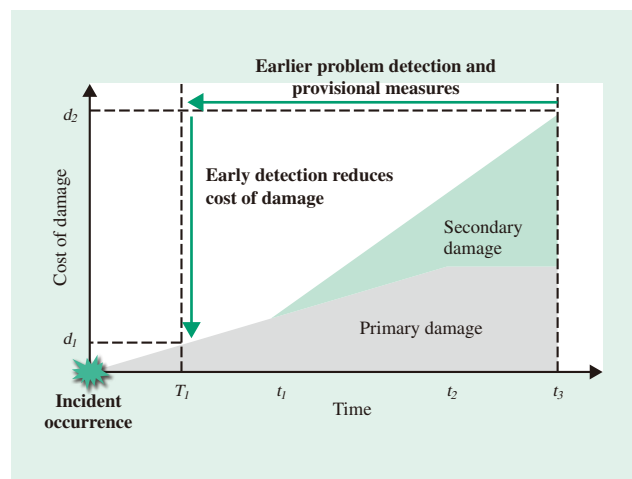 Earlier problem detection and
provisional measures
d2
Early detection reduces
cost of damage
Cost of damage
Secondary
damage
d1
Primary damage
Incident
occurrence
T1
t1
Time
t2
t3